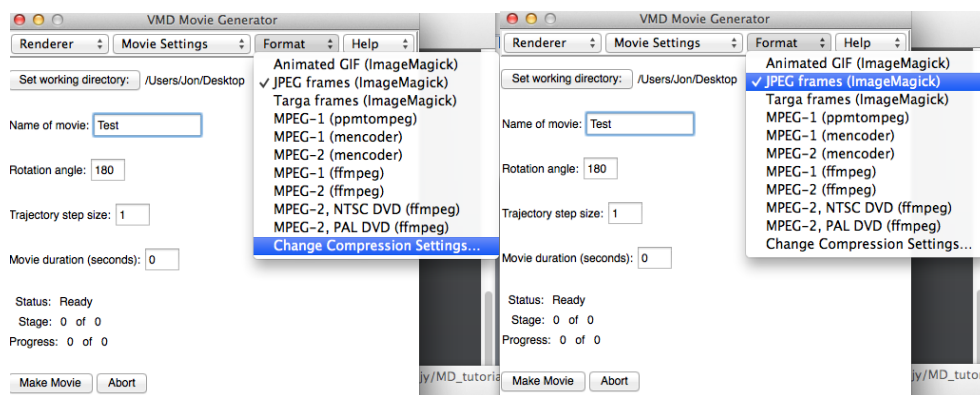 VMD Movie Generator
Renderer Movie Settings Format Help
Set working directory: /Users/Jon/Desktop
Name of movie: Test
Rotation angle: 180
Trajectory step size: 1
Movie duration (seconds): 0
Status: Ready
Stage: 0 of 0
Progress: 0 of 0
Make Movie Abort
Animated GIF (ImageMagick)
✓ JPEG frames (ImageMagick)
Targa frames (ImageMagick)
MPEG-1 (ppmtompeg)
MPEG-1 (mencoder)
MPEG-2 (mencoder)
MPEG-1 (ffmpeg)
MPEG-2 (ffmpeg)
MPEG-2, NTSC DVD (ffmpeg)
MPEG-2, PAL DVD (ffmpeg)
Change Compression Settings...
jy/MD_tutoria
VMD Movie Generator
Renderer Movie Settings Format Help
Set working directory: /Users/Jon/Desktop
Name of movie: Test
Rotation angle: 180
Trajectory step size: 1
Movie duration (seconds): 0
Status: Ready
Stage: 0 of 0
Progress: 0 of 0
Make Movie Abort
Animated GIF (ImageMagick)
✓ JPEG frames (ImageMagick)
Targa frames (ImageMagick)
MPEG-1 (ppmtompeg)
MPEG-1 (mencoder)
MPEG-2 (mencoder)
MPEG-1 (ffmpeg)
MPEG-2 (ffmpeg)
MPEG-2, NTSC DVD (ffmpeg)
MPEG-2, PAL DVD (ffmpeg)
Change Compression Settings...
jy/MD_tuto